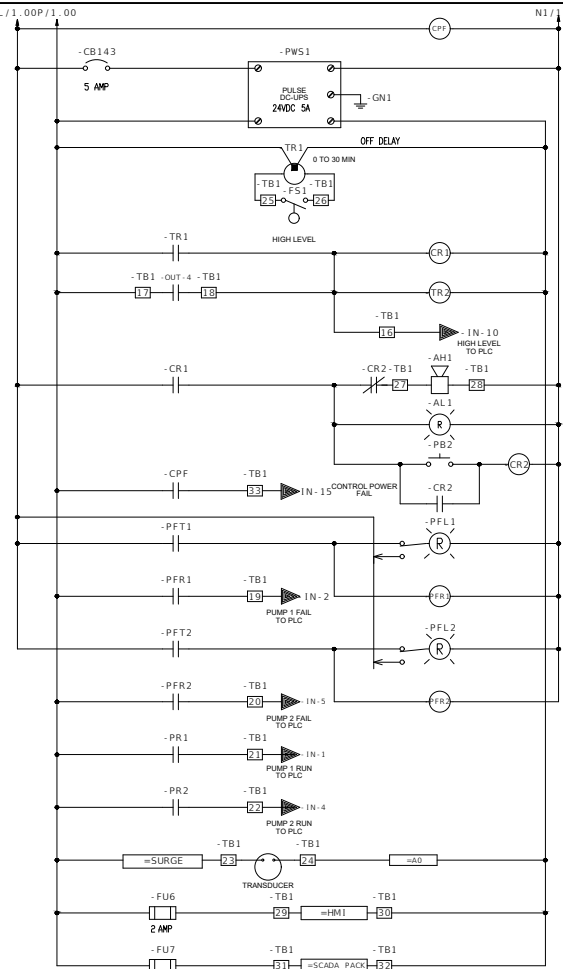 L/1.00P/1.00 N1/1
CPF
-CB143 -PWS1
5 AMP
PULSE
DC-UPS
24VDC 5A
-GN1
TR1 OFF DELAY
0 TO 30 MIN
-TB1 -FS1 -TB1
25 26
HIGH LEVEL
-TR1
CR1
-TB1 -OUT-4 -TB1
17 18
TR2
-TB1
16 -IN-10
HIGH LEVEL
TO PLC
-AH1
-CR1 -CR2-TB1 -TB1
27 28
-AL1
R
-PB2
CR2
-CR2
-CPF -TB1
33 IN-15 CONTROL POWER
FAIL
-PFT1 -PFL1
R
-PFR1 -TB1
19 IN-2 PFR1
PUMP 1 FAIL
TO PLC
-PFT2 -PFL2
R
-PFR2 -TB1
20 -IN-5 PFR2
PUMP 2 FAIL
TO PLC
-PR1 -TB1
21 -IN-1
PUMP 1 RUN
TO PLC
-PR2 -TB1
22 -IN-4
PUMP 2 RUN
TO PLC
-TB1 -TB1
=SURGE 23 24 =A0
TRANSDUCER
-FU6 -TB1 -TB1
29 =HMI 30
2 AMP
-FU7 -TB1 -TB1
31 =SCADA PACK 32